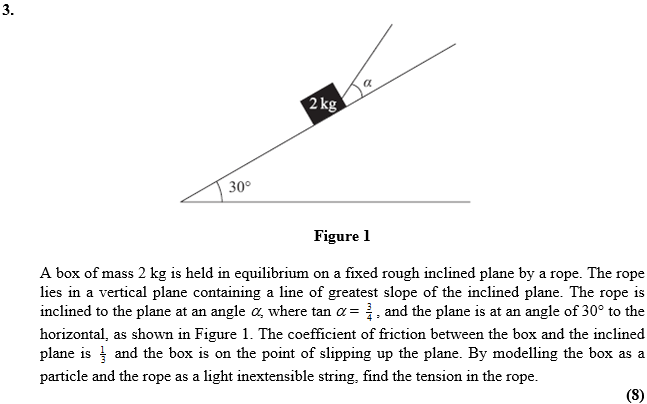 3.
α
2 kg
30°
Figure 1
A box of mass 2 kg is held in equilibrium on a fixed rough inclined plane by a rope. The rope
lies in a vertical plane containing a line of greatest slope of the inclined plane. The rope is
inclined to the plane at an angle α, where tan α = 3/4, and the plane is at an angle of 30° to the
horizontal, as shown in Figure 1. The coefficient of friction between the box and the inclined
plane is 1/3 and the box is on the point of slipping up the plane. By modelling the box as a
particle and the rope as a light inextensible string, find the tension in the rope.
(8)